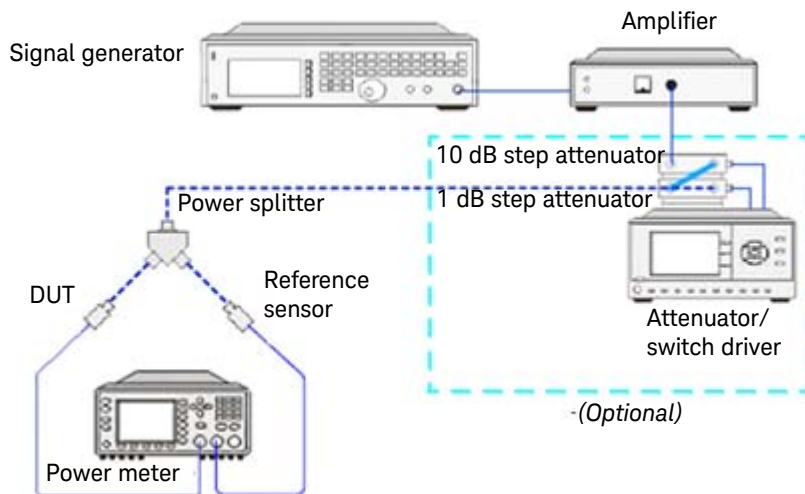 Amplifier
Signal generator
10 dB step attenuator
1 dB step attenuator
Power splitter
DUT
Reference
sensor
Attenuator/
switch driver
-(Optional)
Power meter